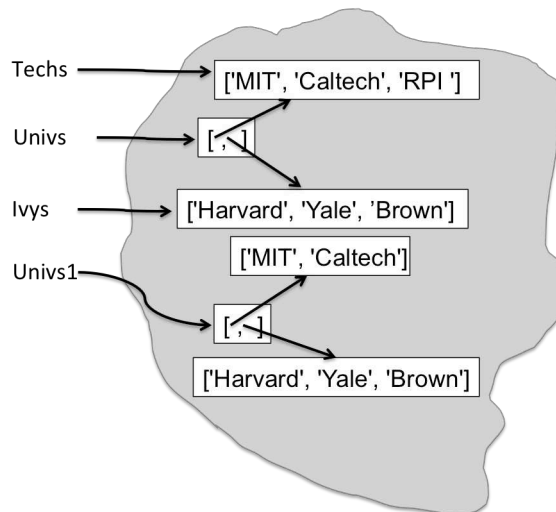 Techs
['MIT', 'Caltech', 'RPI ']
Univs
[ , ]
Ivys
['Harvard', 'Yale', ’Brown']
['MIT', 'Caltech']
Univs1
[ , ]
['Harvard', 'Yale', 'Brown']